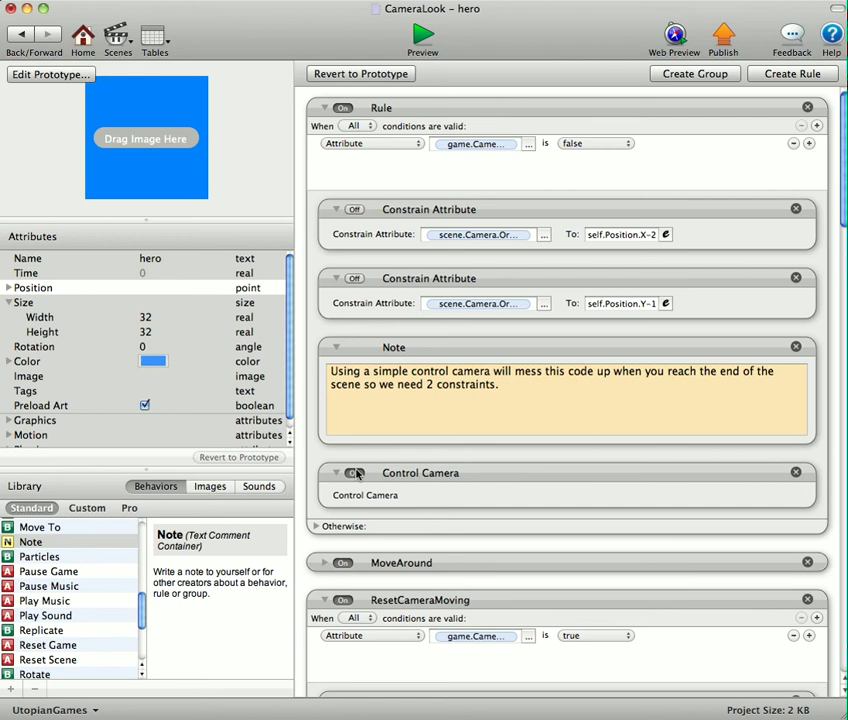 CameraLook – hero
Back/Forward
Home
Scenes
Tables
Preview
Web Preview
Publish
Feedback
Help
Edit Prototype...
Drag Image Here
Attributes
Name hero text
Time 0 real
Position point
Size size
Width 32 real
Height 32 real
Rotation 0 angle
Color color
Image image
Tags text
Preload Art boolean
Graphics attributes
Motion attributes
Revert to Prototype
Library
Behaviors
Images
Sounds
Standard
Custom
Pro
B Move To
N Note
B Particles
A Pause Game
A Pause Music
A Play Music
A Play Sound
B Replicate
A Reset Game
A Reset Scene
B Rotate
Note (Text Comment
Container)
Write a note to yourself or for
other creators about a behavior,
rule or group.
UtopianGames
Revert to Prototype
Create Group
Create Rule
On Rule
When All conditions are valid:
Attribute game.Came... ... is false
Off Constrain Attribute
Constrain Attribute: scene.Camera.Or... ... To: self.Position.X-2 e
Off Constrain Attribute
Constrain Attribute: scene.Camera.Or... ... To: self.Position.Y-1 e
Note
Using a simple control camera will mess this code up when you reach the end of the
scene so we need 2 constraints.
Control Camera
Control Camera
Otherwise:
On MoveAround
On ResetCameraMoving
When All conditions are valid:
Attribute game.Came... ... is true
Project Size: 2 KB